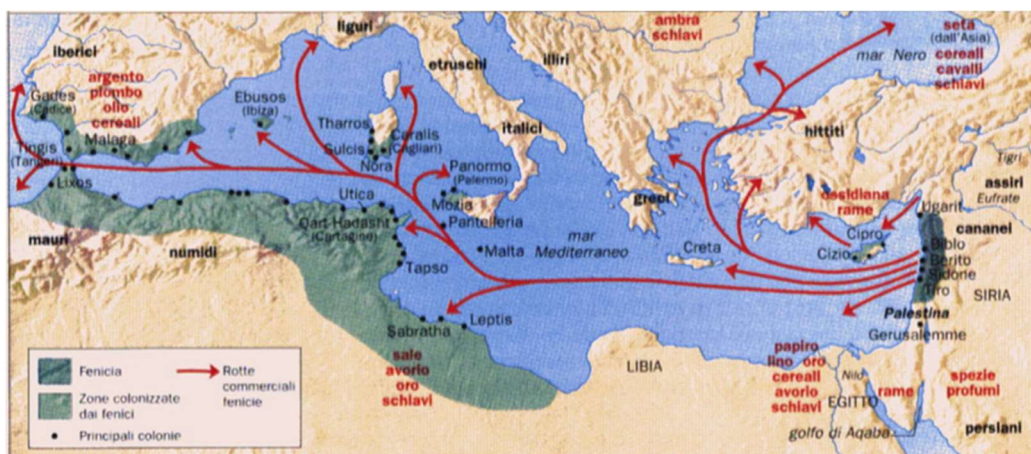 iberici
argento
piombo
olio
cereali
Gades
(Cadice)
Malaga
Tingis
(Tangeri)
Lixos
mauri
numidi
liguri
etruschi
illiri
italici
Ebusos
(Ibiza)
Tharros
Sulcis
Nora
Caralis
(Cagliari)
Panormo
(Palermo)
Mozia
Utica
Qart-Hadasht
(Cartagine)
Pantelleria
Malta
Tapso
Sabratha
Leptis
sale
avorio
oro
schiavi
mar
Mediterraneo
greci
Creta
ambra
schiavi
mar Nero
seta
(dall'Asia)
cereali
cavalli
schiavi
hittiti
ossidiana
rame
Cipro
Cizio
Tigri
assiri
Eufrate
Ugarit
cananei
Biblo
Berito
Sidone
Tiro
SIRIA
Palestina
Gerusalemme
LIBIA
papiro
lino oro
cereali
avorio
schiavi
Nilo
EGITTO
rame
spezie
profumi
golfo di Aqaba
persiani
Fenicia
Rotte
commerciali
fenicie
Zone colonizzate
dai fenici
Principali colonie